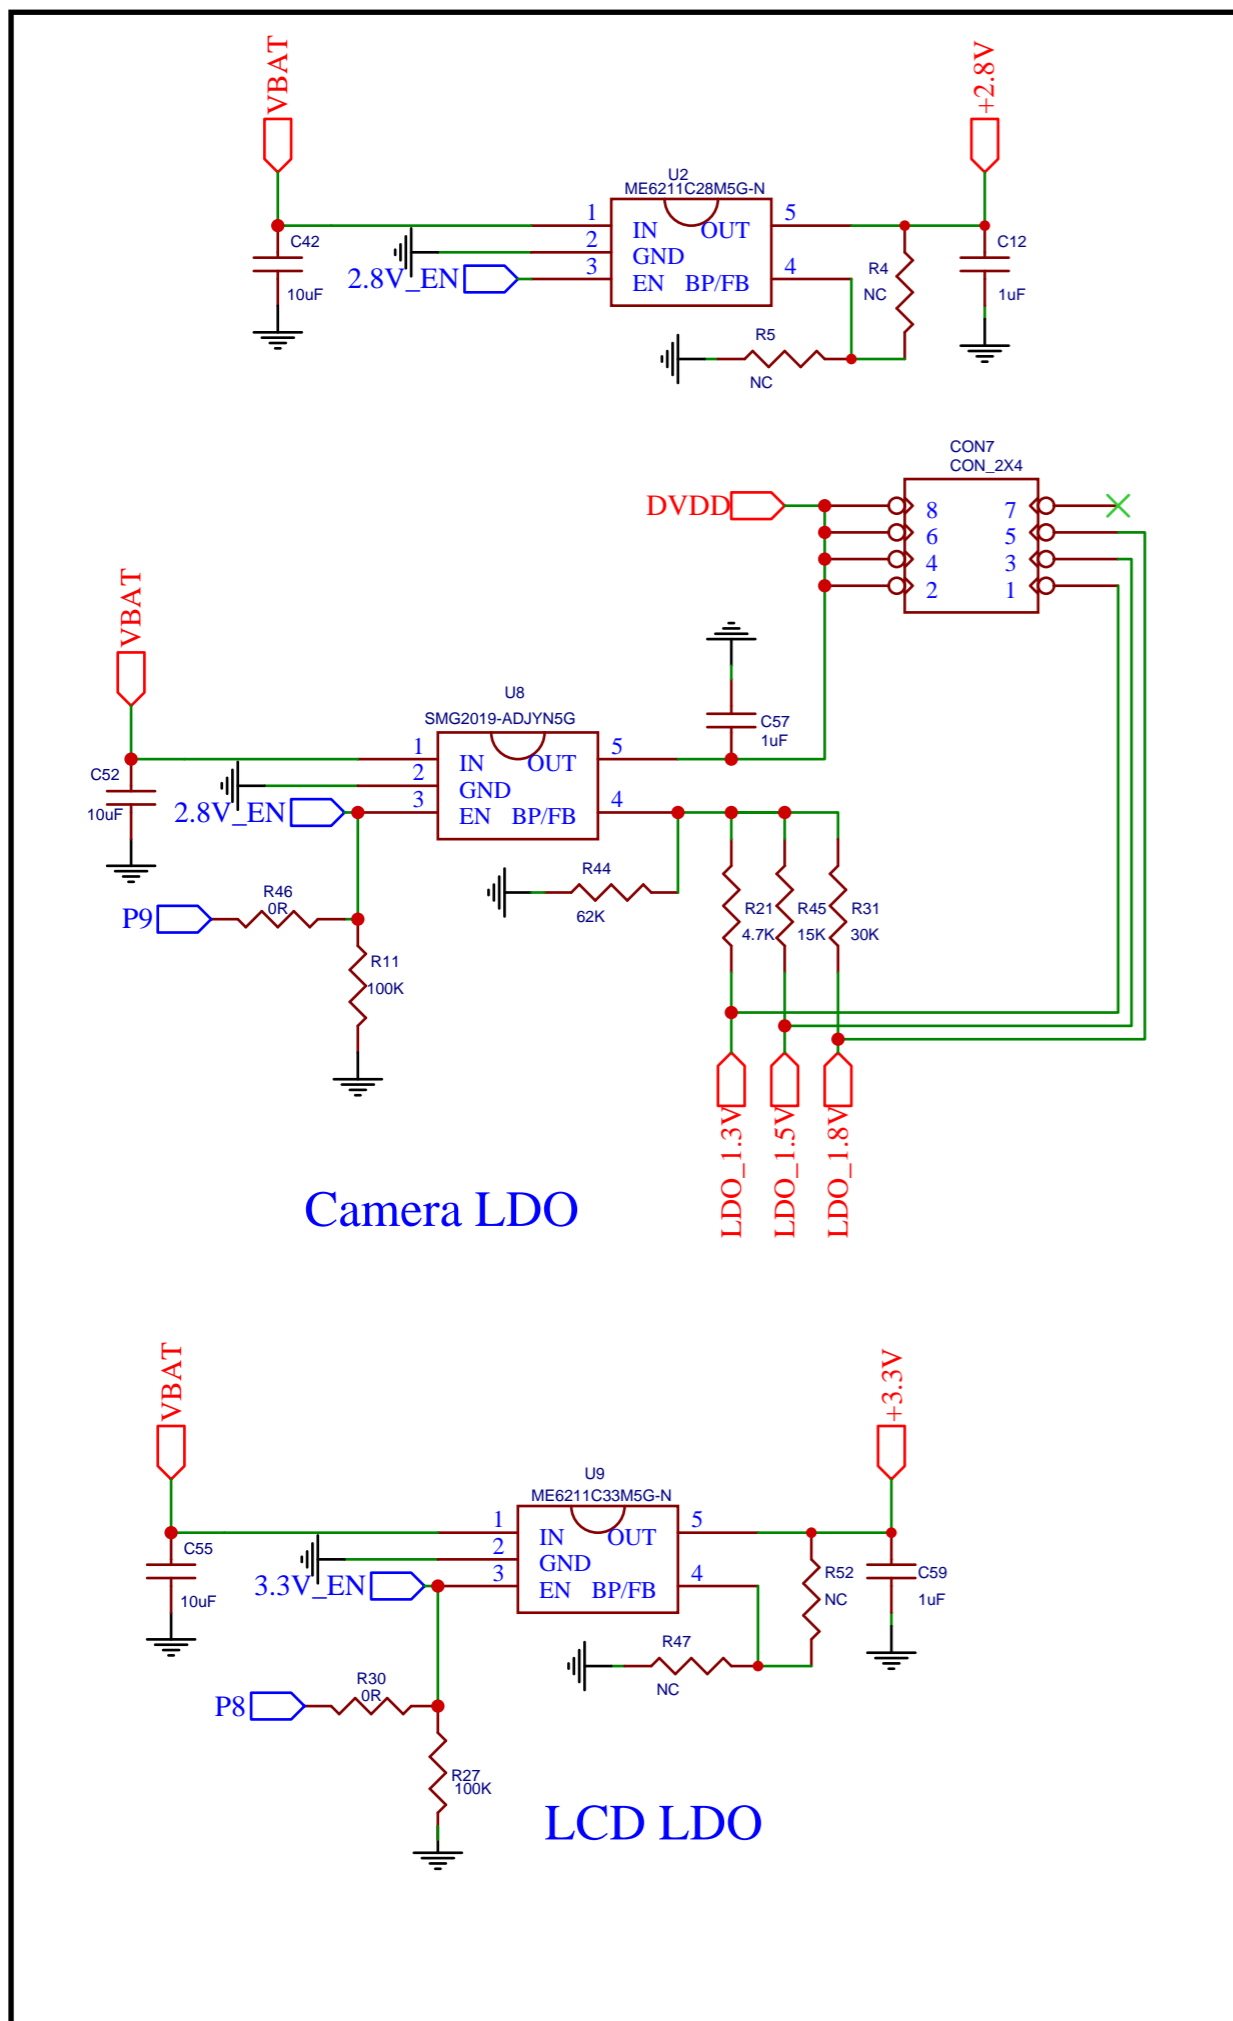 VBAT
+2.8V
U2
ME6211C28M5G-N
1
IN
OUT
5
2
GND
3
EN
BP/FB
4
C42
10uF
2.8V_EN
R4
NC
C12
1uF
R5
NC
CON7
CON_2X4
DVDD
8
7
6
5
4
3
2
1
VBAT
U8
SMG2019-ADJYN5G
C57
1uF
1
IN
OUT
5
2
GND
3
EN
BP/FB
4
C52
10uF
2.8V_EN
R44
62K
R21
4.7K
R45
15K
R31
30K
P9
R46
0R
R11
100K
LDO_1.3V
LDO_1.5V
LDO_1.8V
Camera LDO
VBAT
+3.3V
U9
ME6211C33M5G-N
1
IN
OUT
5
2
GND
3
EN
BP/FB
4
C55
10uF
3.3V_EN
R52
NC
C59
1uF
R47
NC
P8
R30
0R
R27
100K
LCD LDO